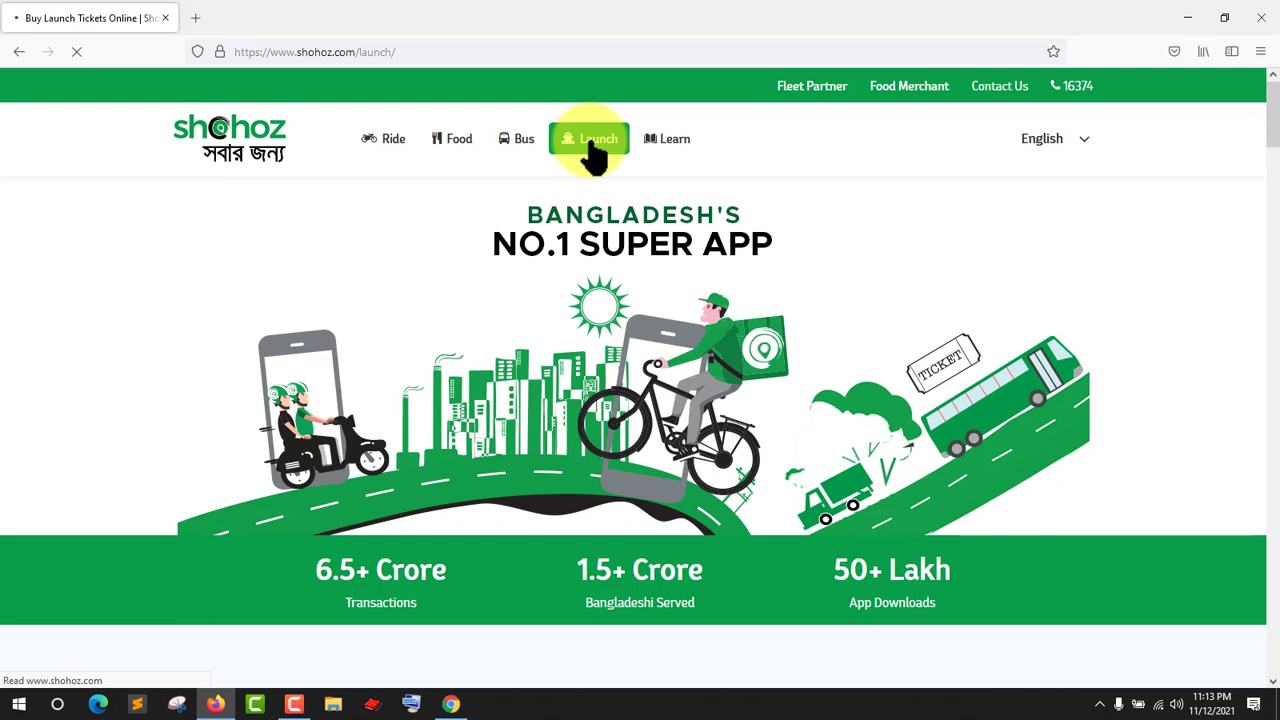 Buy Launch Tickets Online | Sho
https://www.shohoz.com/launch/
Fleet Partner Food Merchant Contact Us 16374
shohoz
সবার জন্য
Ride Food Bus Launch Learn English
BANGLADESH'S
NO.1 SUPER APP
TICKET
6.5+ Crore 1.5+ Crore 50+ Lakh
Transactions Bangladeshi Served App Downloads
Read www.shohoz.com
11:13 PM
11/12/2021